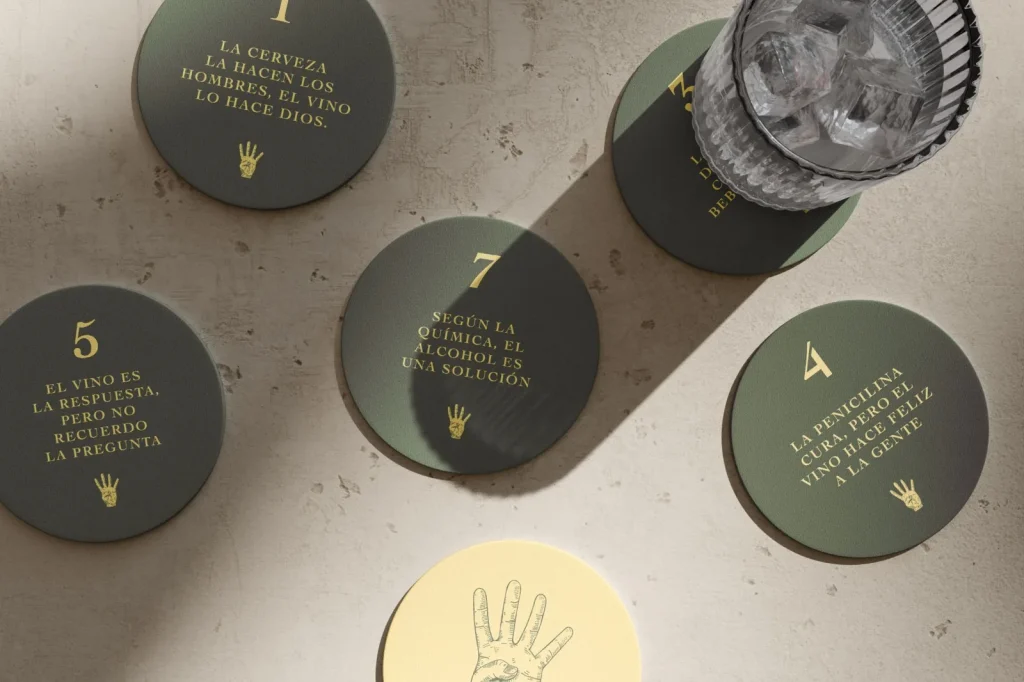 1
LA CERVEZA
LA HACEN LOS
HOMBRES, EL VINO
LO HACE DIOS.
3
7
SEGÚN LA
QUÍMICA, EL
ALCOHOL ES
UNA SOLUCIÓN
5
EL VINO ES
LA RESPUESTA,
PERO NO
RECUERDO
LA PREGUNTA
4
LA PENICILINA
CURA, PERO EL
VINO HACE FELIZ
A LA GENTE